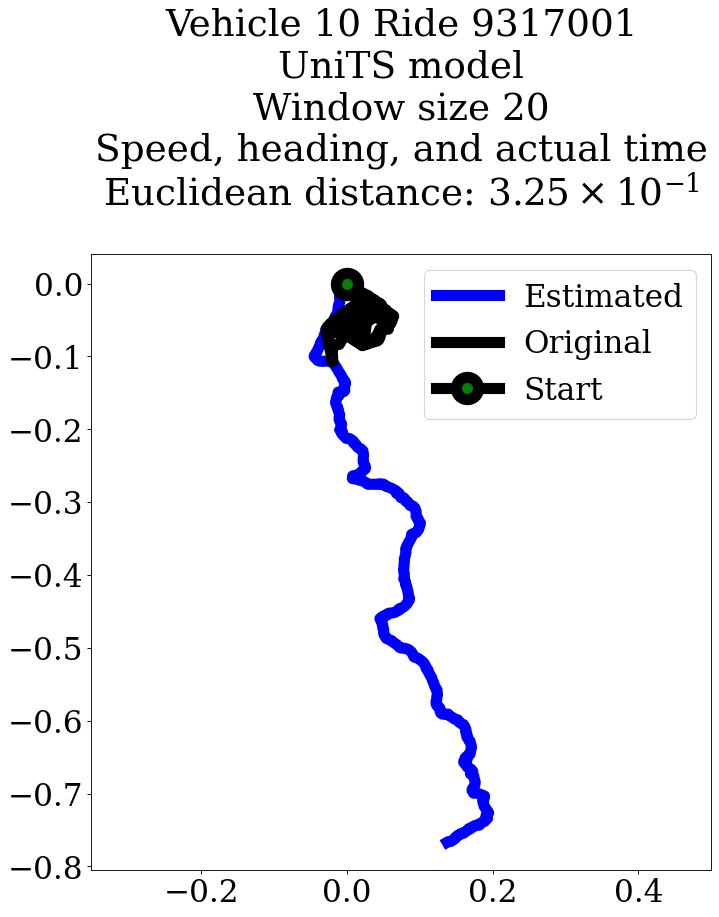 Vehicle 10 Ride 9317001
UniTS model
Window size 20
Speed, heading, and actual time
Euclidean distance: 3.25 × 10⁻¹
Estimated
Original
Start
0.0
−0.1
−0.2
−0.3
−0.4
−0.5
−0.6
−0.7
−0.8
−0.2
0.0
0.2
0.4